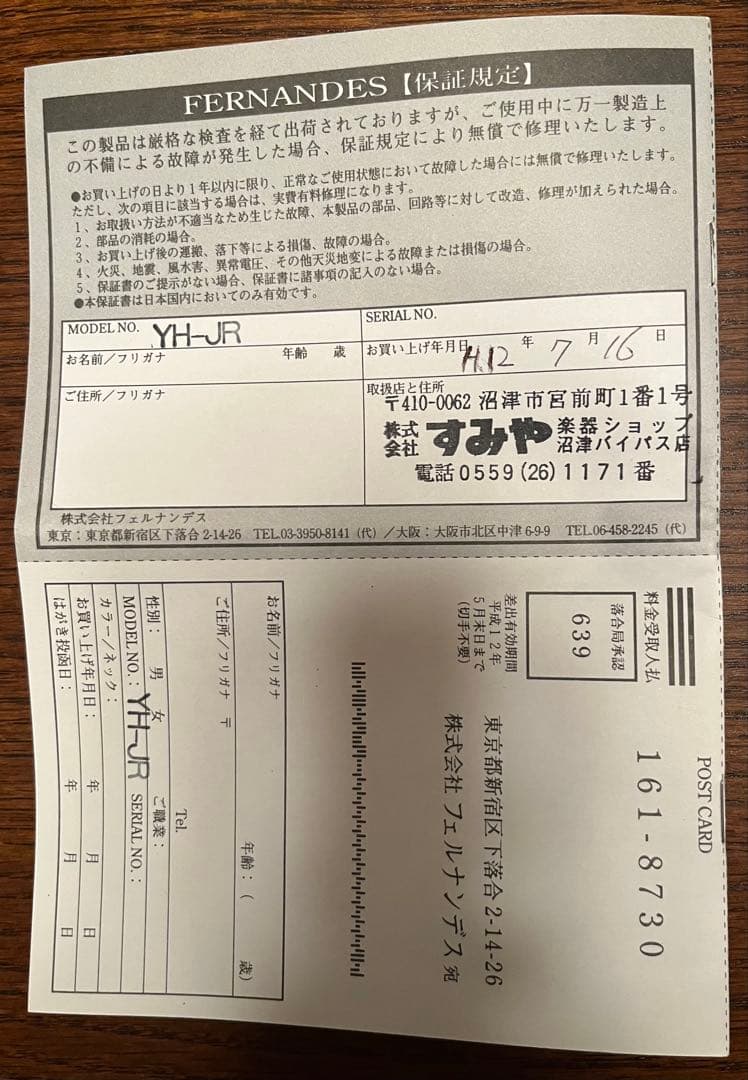 FERNANDES【保証規定】
この製品は厳格な検査を経て出荷されておりますが、ご使用中に万一製造上
の不備による故障が発生した場合、保証規定により無償で修理いたします。
●お買い上げの日より1年以内に限り、正常なご使用状態において故障した場合には無償で修理いたします。
ただし、次の項目に該当する場合は、実費有料修理になります。
1、お取扱い方法が不適当なため生じた故障、本製品の部品、回路等に対して改造、修理が加えられた場合。
2、部品の消耗の場合。
3、お買い上げ後の運搬、落下等による損傷、故障の場合。
4、火災、地震、風水害、異常電圧、その他天災地変による故障または損傷の場合。
5、保証書のご提示がない場合、保証書に諸事項の記入のない場合。
●本保証書は日本国内においてのみ有効です。
MODEL NO. YH-JR
SERIAL NO.
お名前/フリガナ 年齢 歳
お買い上げ年月日 H.12 年 7 月 16 日
ご住所/フリガナ
取扱店と住所
〒410-0062 沼津市宮前町1番1号
株式会社 すみや 楽器ショップ 沼津バイパス店
電話0559(26)1171番
株式会社フェルナンデス
東京:東京都新宿区下落合2-14-26 TEL.03-3950-8141(代)/大阪:大阪市北区中津6-9-9 TEL.06-458-2245(代)
POST CARD
161-8730
料金受取人払
落合局承認
639
差出有効期間
平成12年
5月末日まで
(切手不要)
東京都新宿区下落合2-14-26
株式会社 フェルナンデス 宛
お名前/フリガナ 年齢:( 歳)
ご住所/フリガナ 〒
Tel.
性別: 男 女 ご職業:
MODEL NO.: YH-JR SERIAL NO.:
カラー/ネック:
お買い上げ年月日: 年 月 日
はがき投函日: 年 月 日